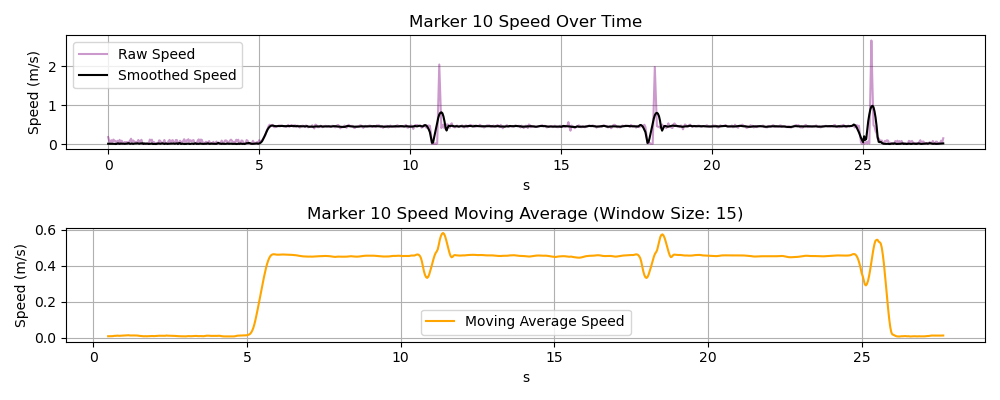 Marker 10 Speed Over Time
Speed (m/s)
2
1
0
Raw Speed
Smoothed Speed
0 5 10 15 20 25
s
Marker 10 Speed Moving Average (Window Size: 15)
Speed (m/s)
0.6
0.4
0.2
0.0
Moving Average Speed
0 5 10 15 20 25
s